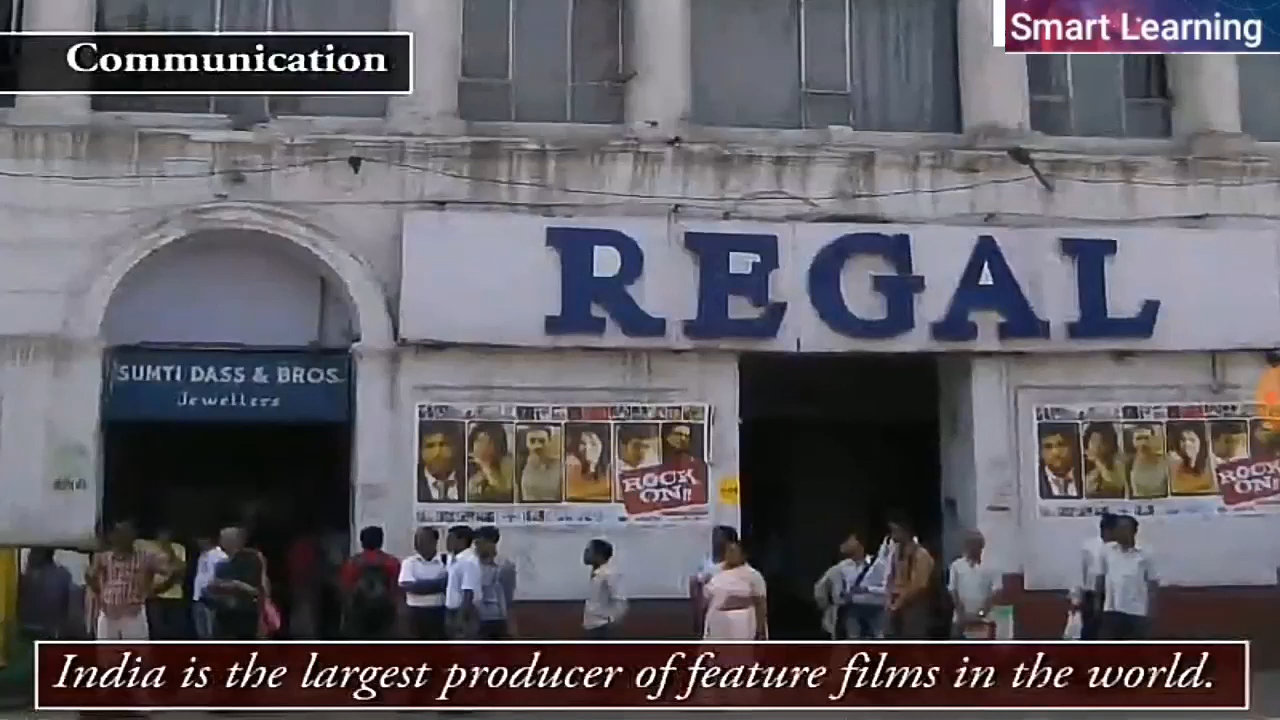 Smart Learning
Communication
REGAL
SUMTI DASS & BROS.
Jewellers
ROCK
ON!!
ROCK
ON!!
India is the largest producer of feature films in the world.